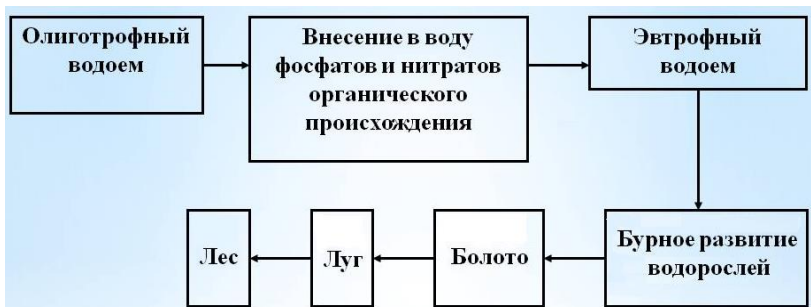 Олиготрофный
водоем
Внесение в воду
фосфатов и нитратов
органического
происхождения
Эвтрофный
водоем
Бурное развитие
водорослей
Болото
Луг
Лес